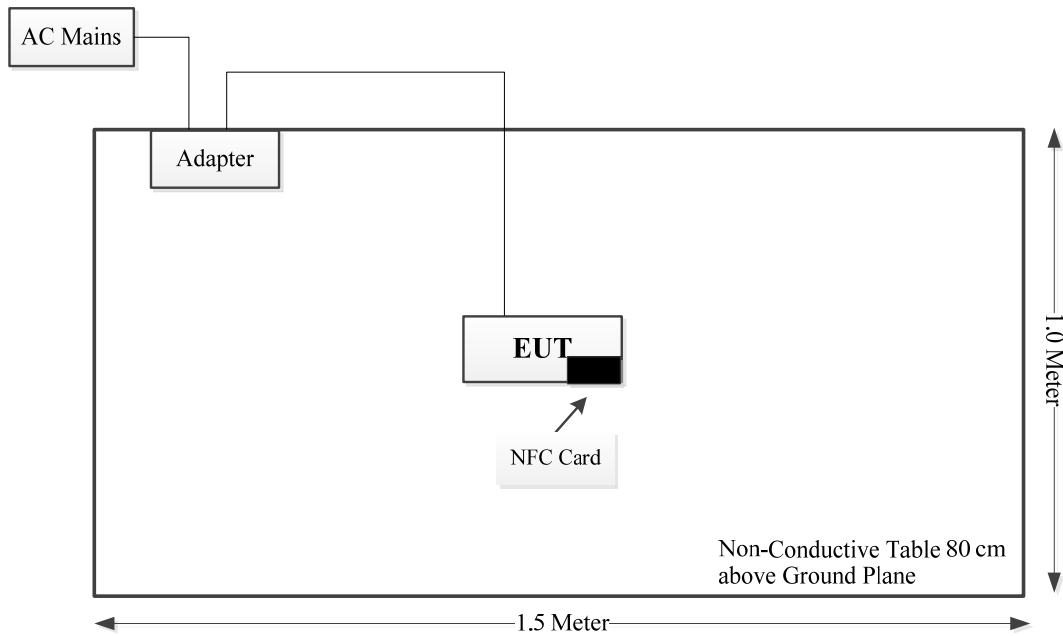 AC Mains
Adapter
EUT
NFC Card
1.0 Meter
Non-Conductive Table 80 cm
above Ground Plane
1.5 Meter